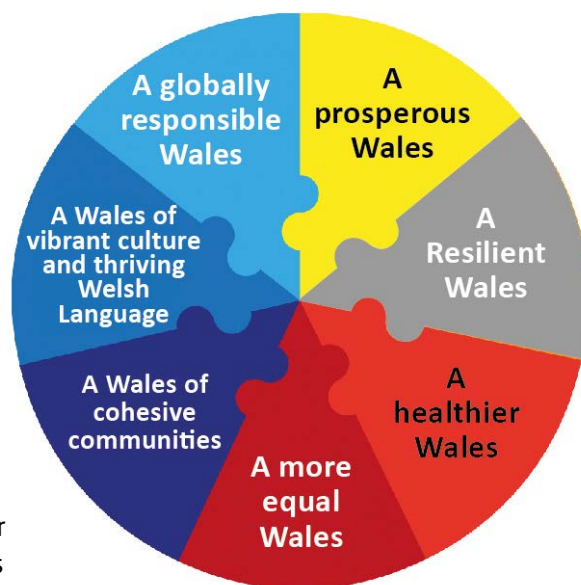 A
prosperous
Wales
A
Resilient
Wales
A
healthier
Wales
A more
equal
Wales
A Wales of
cohesive
communities
A Wales of
vibrant culture
and thriving
Welsh
Language
A globally
responsible
Wales
r
s